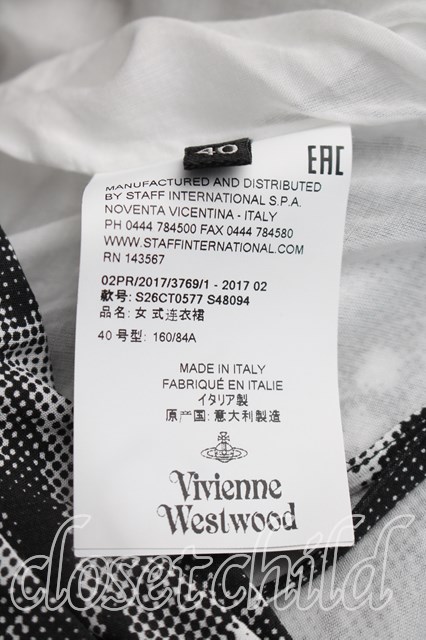 40
EAC
MANUFACTURED AND DISTRIBUTED
BY STAFF INTERNATIONAL S.P.A.
NOVENTA VICENTINA - ITALY
PH 0444 784500 FAX 0444 784580
WWW.STAFFINTERNATIONAL.COM
RN 143567
02PR/2017/3769/1 - 2017 02
款号: S26CT0577 S48094
品名: 女 式 连衣裙
40 号型: 160/84A
MADE IN ITALY
FABRIQUÉ EN ITALIE
イタリア製
原产国: 意大利製造
Vivienne
Westwood
closetchild